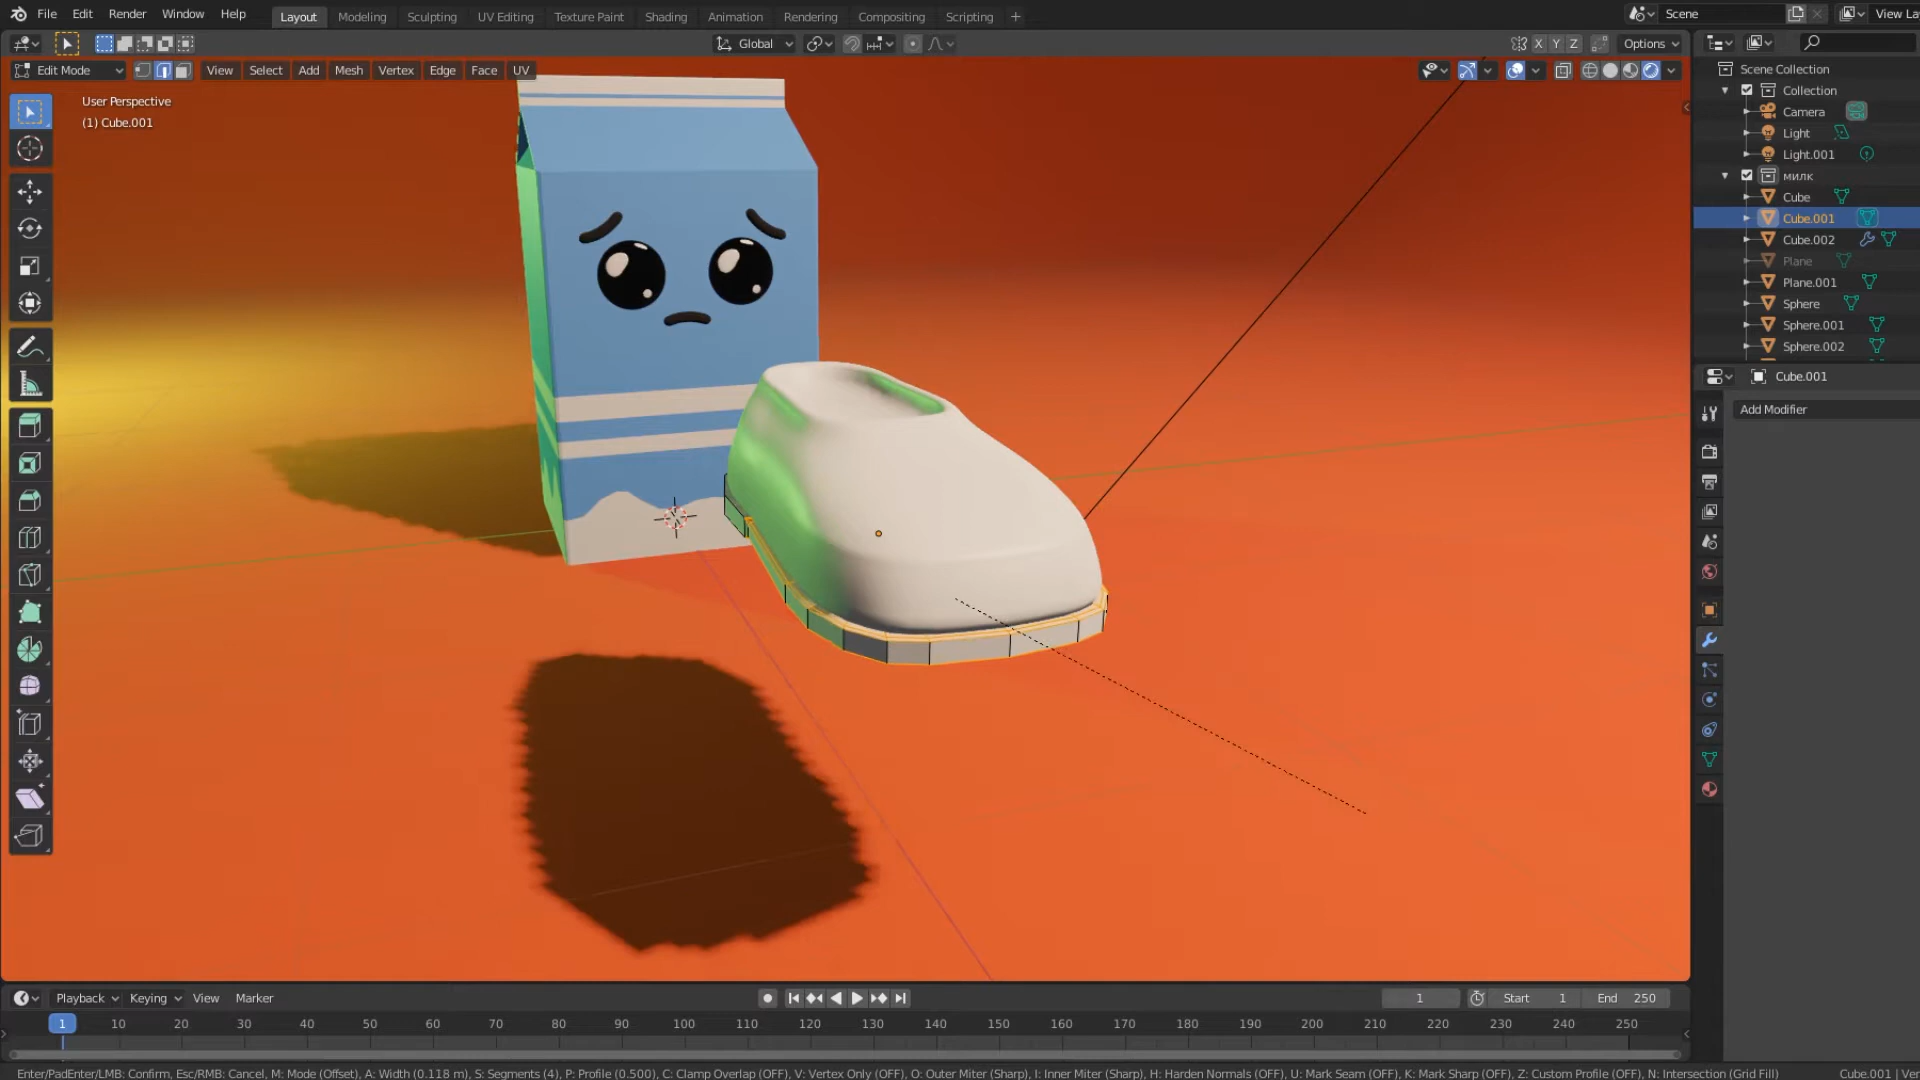 File Edit Render Window Help Layout Modeling Sculpting UV Editing Texture Paint Shading Animation Rendering Compositing Scripting + Scene View La
Global X Y Z Options
Edit Mode View Select Add Mesh Vertex Edge Face UV
User Perspective
(1) Cube.001
Scene Collection
Collection
Camera
Light
Light.001
милк
Cube
Cube.001
Cube.002
Plane
Plane.001
Sphere
Sphere.001
Sphere.002
Cube.001
Add Modifier
Playback Keying View Marker 1 Start 1 End 250
1 10 20 30 40 50 60 70 80 90 100 110 120 130 140 150 160 170 180 190 200 210 220 230 240 250
Enter/PadEnter/LMB: Confirm, Esc/RMB: Cancel, M: Mode (Offset), A: Width (0.118 m), S: Segments (4), P: Profile (0.500), C: Clamp Overlap (OFF), V: Vertex Only (OFF), O: Outer Miter (Sharp), I: Inner Miter (Sharp), H: Harden Normals (OFF), U: Mark Seam (OFF), K: Mark Sharp (OFF), Z: Custom Profile (OFF), N: Intersection (Grid Fill) Cube.001 | Ver